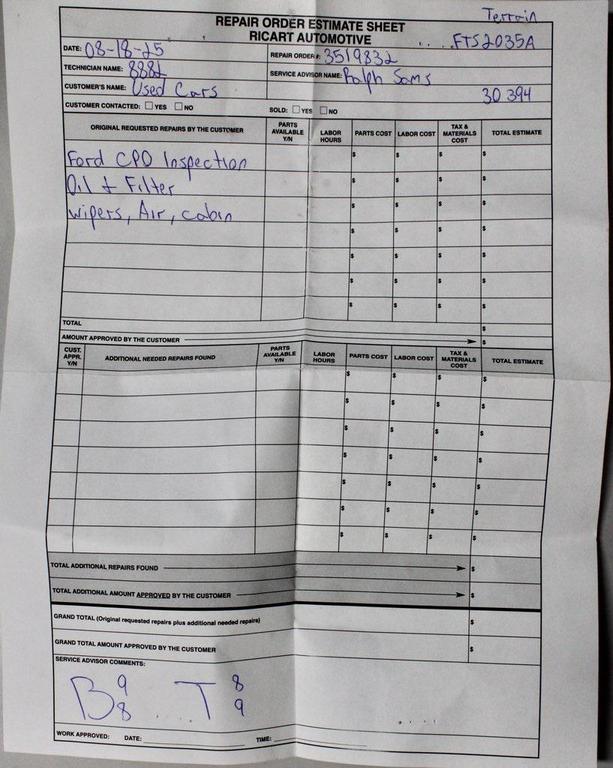 Terrain
REPAIR ORDER ESTIMATE SHEET
RICART AUTOMOTIVE
FTS2035A
DATE: 08-18-25
REPAIR ORDER #: 3519832
TECHNICIAN NAME: 8882
SERVICE ADVISOR NAME: Ralph Sams
CUSTOMER'S NAME: Used Cars
30 394
CUSTOMER CONTACTED: ☐ YES ☐ NO SOLD: ☐ YES ☐ NO
ORIGINAL REQUESTED REPAIRS BY THE CUSTOMER PARTS AVAILABLE Y/N LABOR HOURS PARTS COST LABOR COST TAX & MATERIALS COST TOTAL ESTIMATE
Ford CPO Inspection $ $ $ $
Oil + Filter $ $ $ $
wipers, Air, cabin $ $ $ $
$ $ $ $
$ $ $ $
$ $ $ $
$ $ $ $
TOTAL $
AMOUNT APPROVED BY THE CUSTOMER $
CUST. APPR. Y/N ADDITIONAL NEEDED REPAIRS FOUND PARTS AVAILABLE Y/N LABOR HOURS PARTS COST LABOR COST TAX & MATERIALS COST TOTAL ESTIMATE
$ $ $ $
$ $ $ $
$ $ $ $
$ $ $ $
$ $ $ $
$ $ $ $
$ $ $ $
TOTAL ADDITIONAL REPAIRS FOUND $
TOTAL ADDITIONAL AMOUNT APPROVED BY THE CUSTOMER $
GRAND TOTAL (Original requested repairs plus additional needed repairs) $
GRAND TOTAL AMOUNT APPROVED BY THE CUSTOMER $
SERVICE ADVISOR COMMENTS:
B 9 8 T 8 9
WORK APPROVED: DATE: TIME: